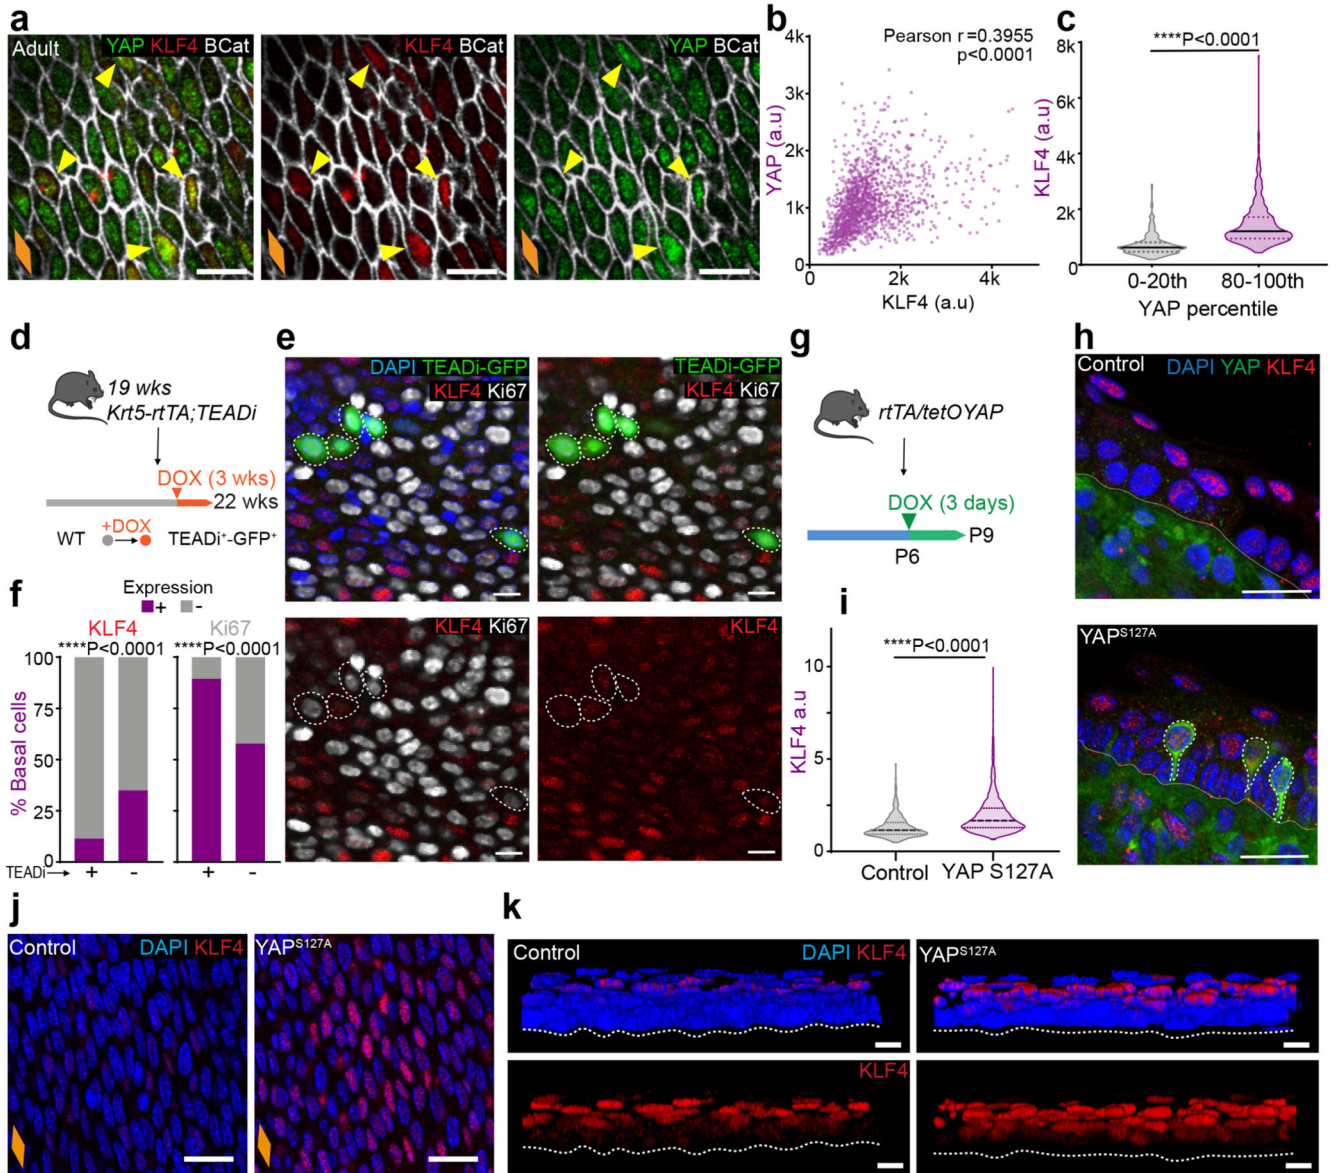 a
Adult
YAP KLF4 BCat
KLF4 BCat
YAP BCat
b
Pearson r=0.3955
p<0.0001
4k
3k
2k
1k
0
YAP (a.u)
0
2k
4k
KLF4 (a.u)
c
****P<0.0001
8k
6k
4k
2k
0
KLF4 (a.u)
0-20th
80-100th
YAP percentile
d
19 wks
Krt5-rtTA;TEADi
DOX (3 wks)
22 wks
+DOX
WT
TEADi⁺-GFP⁺
e
DAPI TEADi-GFP
KLF4 Ki67
TEADi-GFP
KLF4 Ki67
KLF4 Ki67
KLF4
f
Expression
+ -
KLF4
Ki67
****P<0.0001
****P<0.0001
100
75
50
25
0
% Basal cells
TEADi→ + - + -
g
rtTA/tetOYAP
DOX (3 days)
P9
P6
h
Control
DAPI YAP KLF4
YAPˢ¹²⁷ᴬ
i
****P<0.0001
10
5
0
KLF4 a.u
Control
YAP S127A
j
Control
DAPI KLF4
YAPˢ¹²⁷ᴬ
k
Control
DAPI KLF4
YAPˢ¹²⁷ᴬ
KLF4